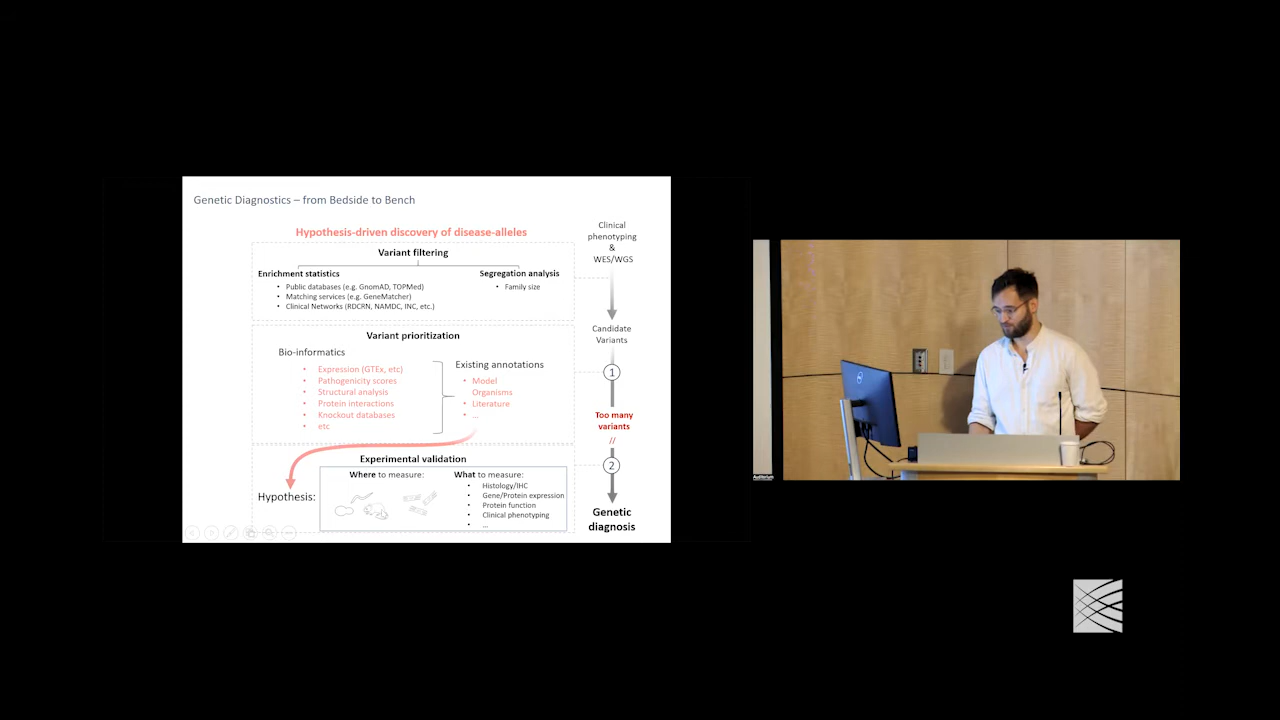 Genetic Diagnostics – from Bedside to Bench
Hypothesis-driven discovery of disease-alleles
Variant filtering
Enrichment statistics
• Public databases (e.g. GnomAD, TOPMed)
• Matching services (e.g. GeneMatcher)
• Clinical Networks (RDCRN, NAMDC, INC, etc.)
Segregation analysis
• Family size
Variant prioritization
Bio-informatics
• Expression (GTEx, etc)
• Pathogenicity scores
• Structural analysis
• Protein interactions
• Knockout databases
• etc
Existing annotations
• Model
Organisms
• Literature
• ...
Experimental validation
Hypothesis:
Where to measure:
What to measure:
• Histology/IHC
• Gene/Protein expression
• Protein function
• Clinical phenotyping
• ...
Clinical
phenotyping
&
WES/WGS
Candidate
Variants
1
Too many
variants
//
2
Genetic
diagnosis
Auditorium